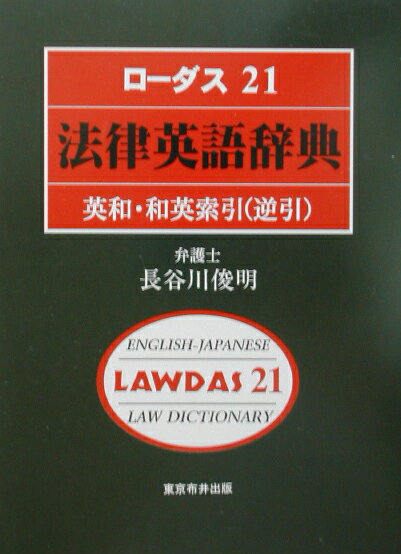 ローダス 21
法律英語辞典
英和・和英索引(逆引)
弁護士
長谷川俊明
ENGLISH-JAPANESE
LAWDAS 21
LAW DICTIONARY
東京布井出版